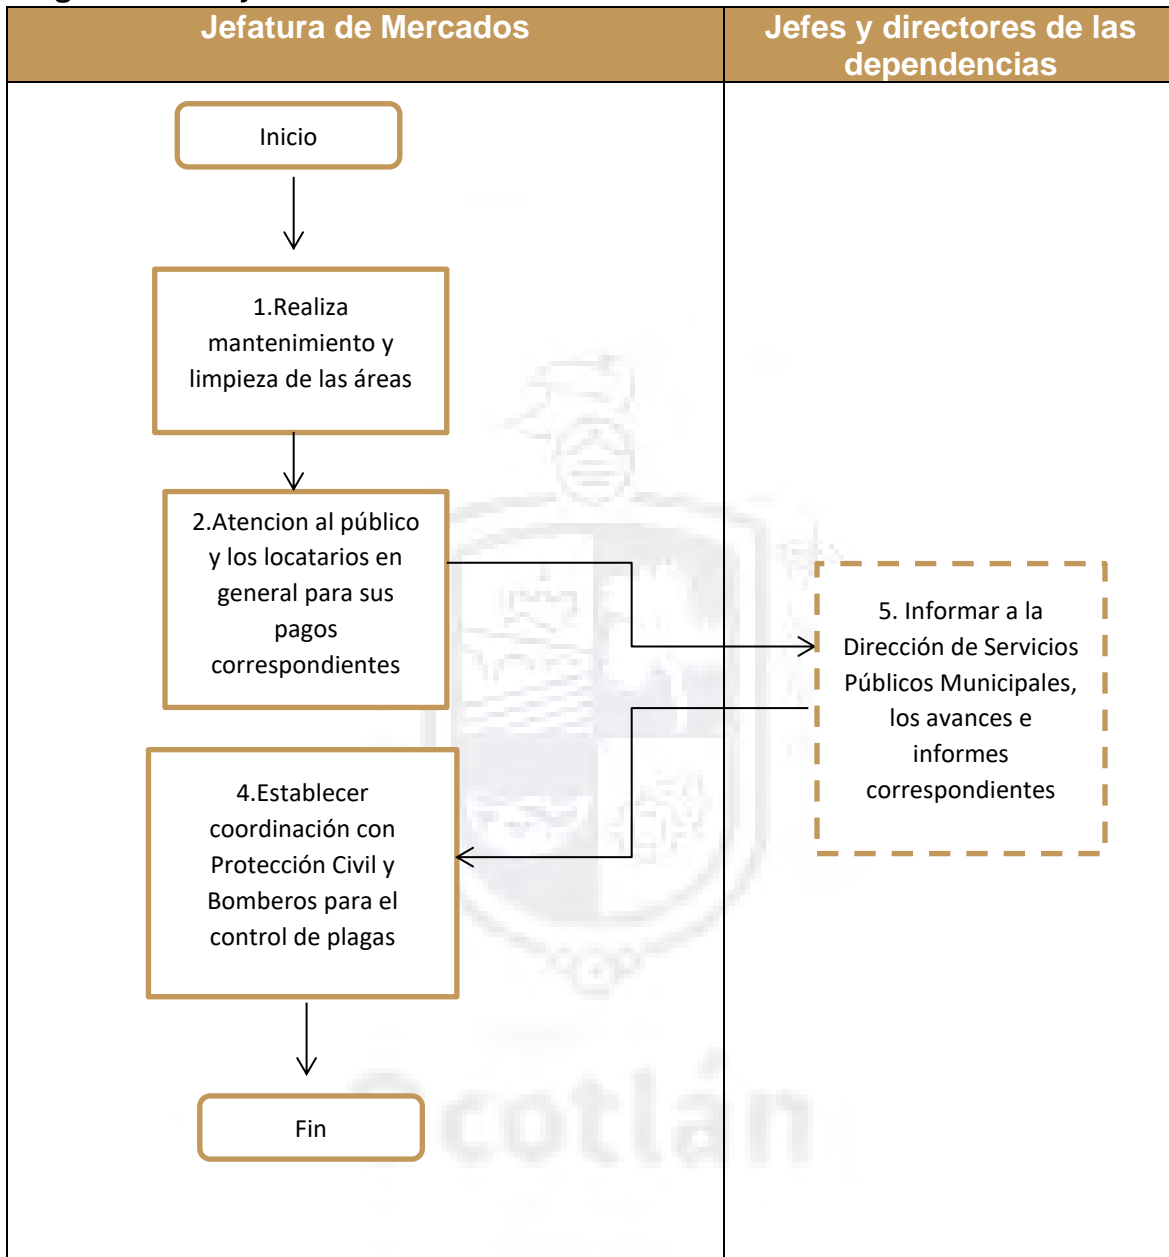 Jefatura de Mercados
Jefes y directores de las
dependencias
Inicio
1.Realiza
mantenimiento y
limpieza de las áreas
2.Atencion al público
y los locatarios en
general para sus
pagos
correspondientes
5. Informar a la
Dirección de Servicios
Públicos Municipales,
los avances e
informes
correspondientes
4.Establecer
coordinación con
Protección Civil y
Bomberos para el
control de plagas
Fin
Ocotlán